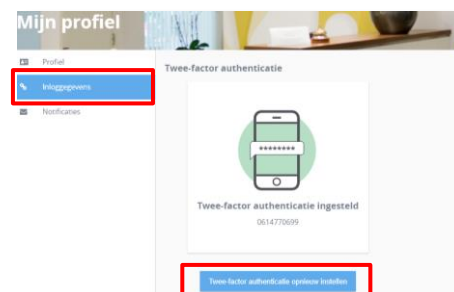 Mijn profiel
Profiel
Inloggegevens
Notificaties
Twee-factor authenticatie
********
Twee-factor authenticatie ingesteld
0614770699
Twee-factor authenticatie opnieuw instellen